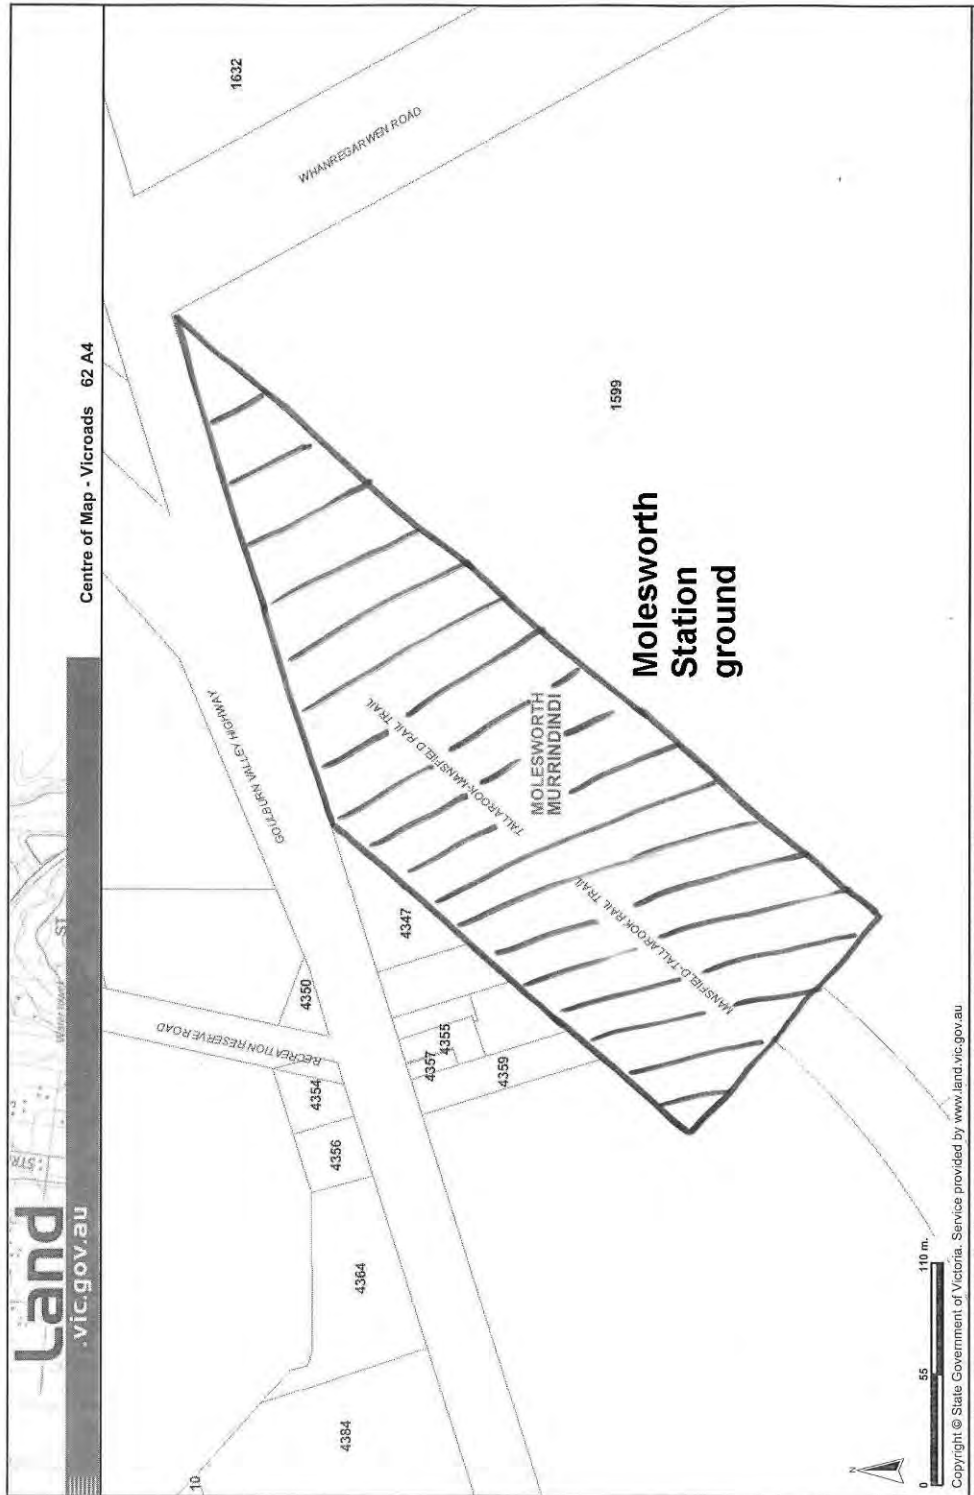 Land
.vic.gov.au
Centre of Map - Vicroads 62 A4
ST
STR
1632
WHANREGARWEN ROAD
GOULBURN VALLEY HIGHWAY
RECREATION RESERVE ROAD
4350
4354
4356
4364
4384
10
4347
4355
4357
4359
TALLAROOK-MANSFIELD RAIL TRAIL
MOLESWORTH
MURRINDINDI
MANSFIELD-TALLAROOK RAIL TRAIL
1599
Molesworth
Station
ground
N
0 55 110 m.
Copyright © State Government of Victoria. Service provided by www.land.vic.gov.au